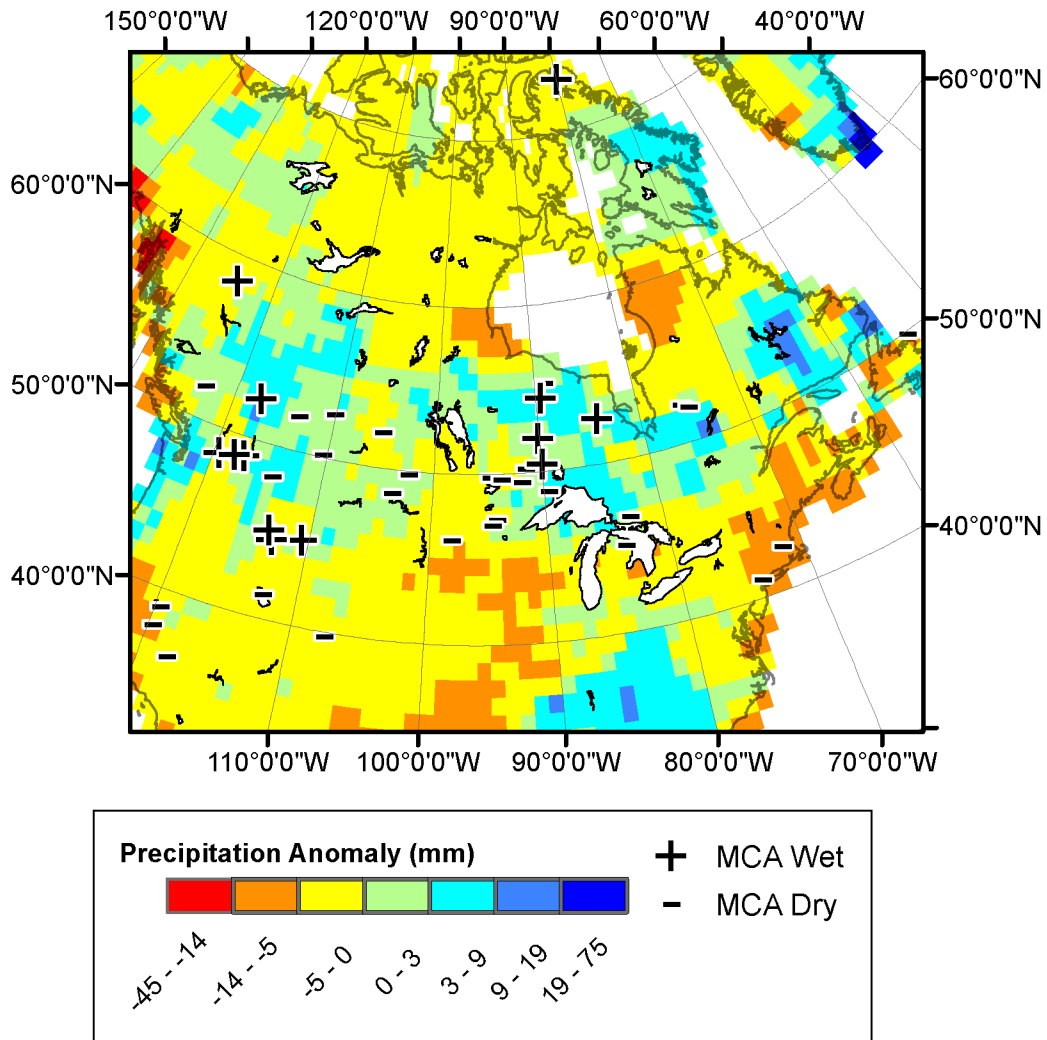 150°0'0"W 120°0'0"W 90°0'0"W 60°0'0"W 40°0'0"W
60°0'0"N
60°0'0"N
50°0'0"N
50°0'0"N
40°0'0"N
40°0'0"N
110°0'0"W 100°0'0"W 90°0'0"W 80°0'0"W 70°0'0"W
Precipitation Anomaly (mm)
+ MCA Wet
- MCA Dry
-45 - -14
-14 - -5
-5 - 0
0 - 3
3 - 9
9 - 19
19 - 75